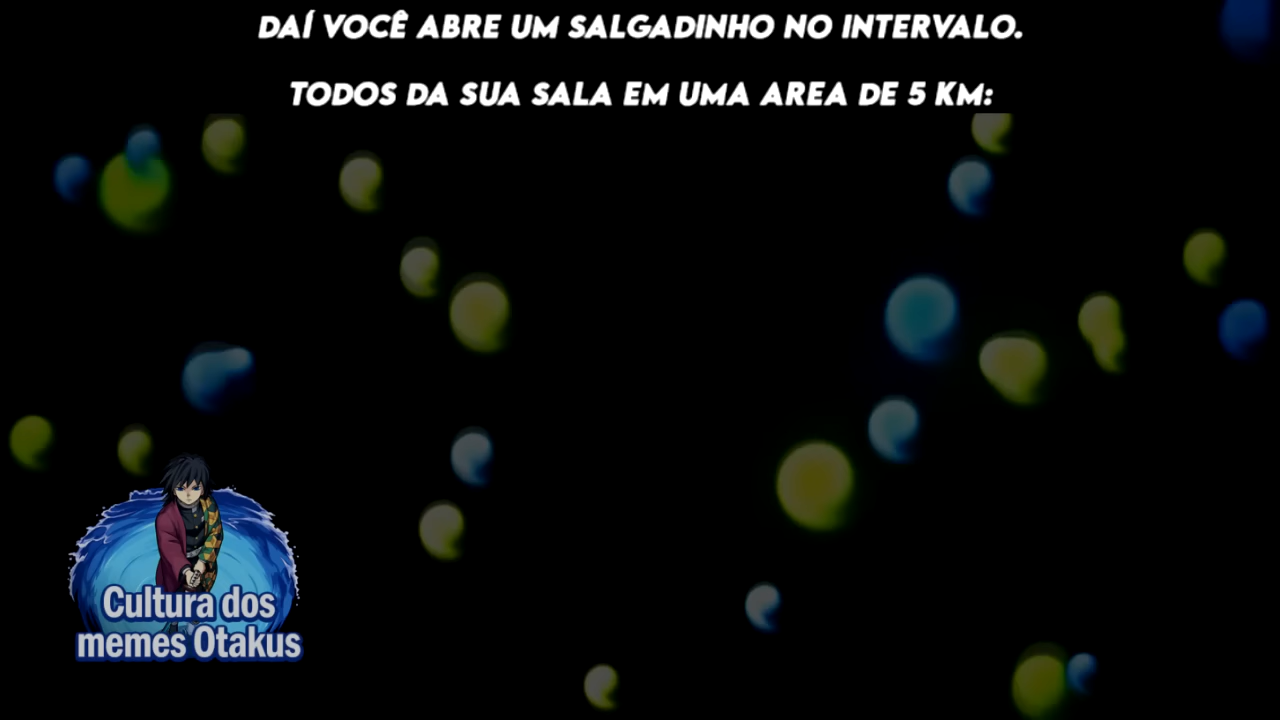 DAÍ VOCÊ ABRE UM SALGADINHO NO INTERVALO.
TODOS DA SUA SALA EM UMA AREA DE 5 KM:
Cultura dos
memes Otakus